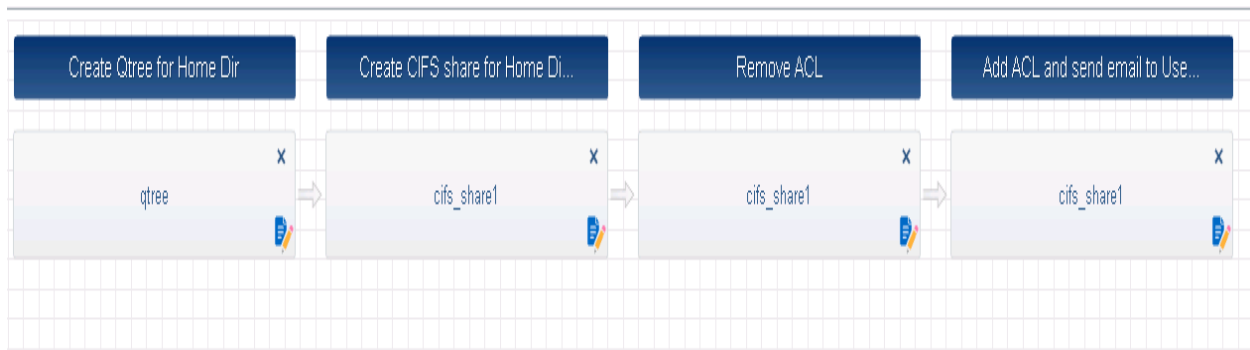 Create Qtree for Home Dir
Create CIFS share for Home Di...
Remove ACL
Add ACL and send email to Use...
x
qtree
x
cifs_share1
x
cifs_share1
x
cifs_share1